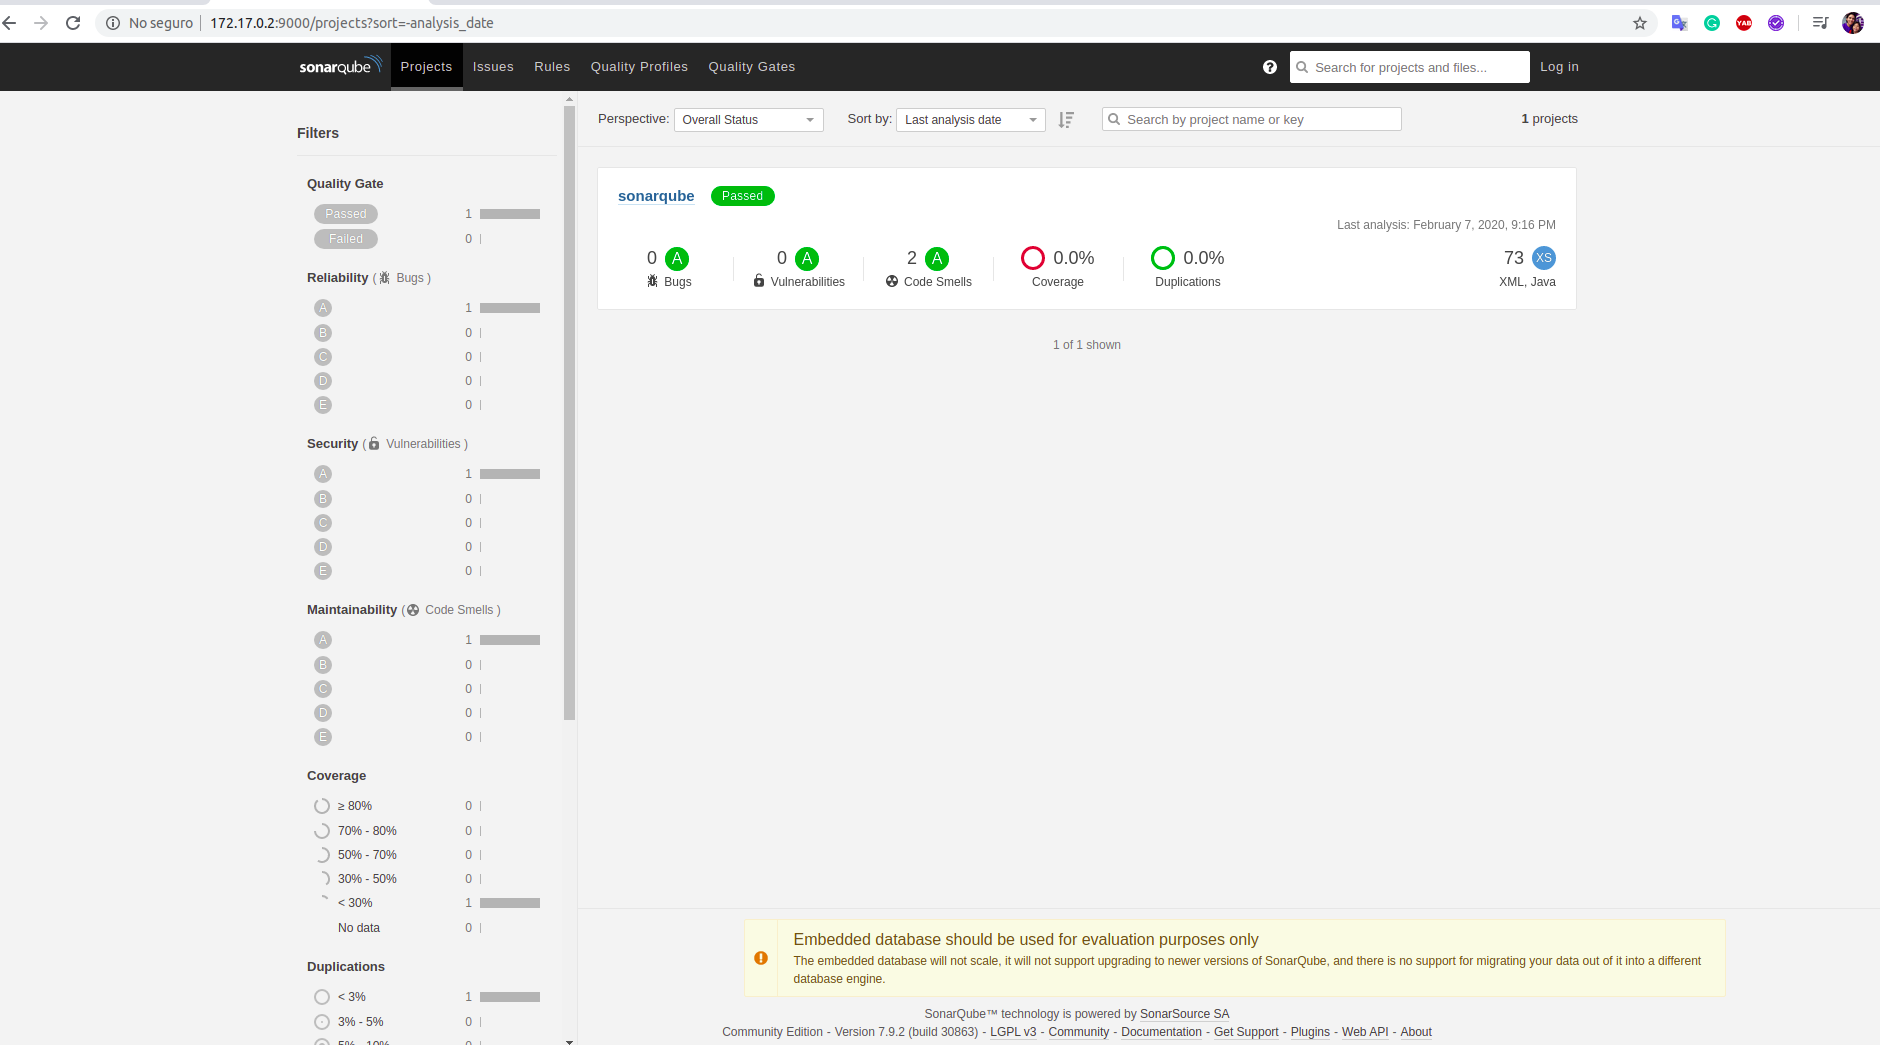 No seguro 172.17.0.2:9000/projects?sort=-analysis_date
sonarqube Projects Issues Rules Quality Profiles Quality Gates
Search for projects and files... Log in
Filters
Quality Gate
Passed 1
Failed 0
Reliability ( Bugs )
A 1
B 0
C 0
D 0
E 0
Security ( Vulnerabilities )
A 1
B 0
C 0
D 0
E 0
Maintainability ( Code Smells )
A 1
B 0
C 0
D 0
E 0
Coverage
≥ 80% 0
70% - 80% 0
50% - 70% 0
30% - 50% 0
< 30% 1
No data 0
Duplications
< 3% 1
3% - 5% 0
5% - 10% 0
Perspective: Overall Status Sort by: Last analysis date Search by project name or key 1 projects
sonarqube Passed
Last analysis: February 7, 2020, 9:16 PM
0 A 0 A 2 A 0.0% 0.0% 73 XS
Bugs Vulnerabilities Code Smells Coverage Duplications XML, Java
1 of 1 shown
Embedded database should be used for evaluation purposes only
The embedded database will not scale, it will not support upgrading to newer versions of SonarQube, and there is no support for migrating your data out of it into a different
database engine.
SonarQube™ technology is powered by SonarSource SA
Community Edition - Version 7.9.2 (build 30863) - LGPL v3 - Community - Documentation - Get Support - Plugins - Web API - About